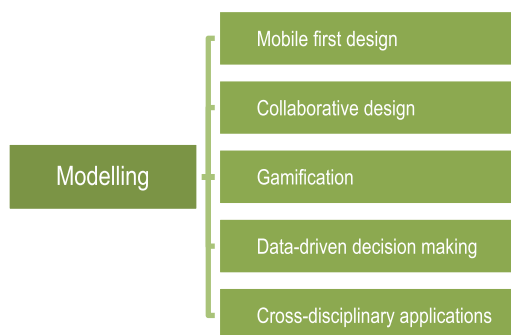 Modelling
Mobile first design
Collaborative design
Gamification
Data-driven decision making
Cross-disciplinary applications